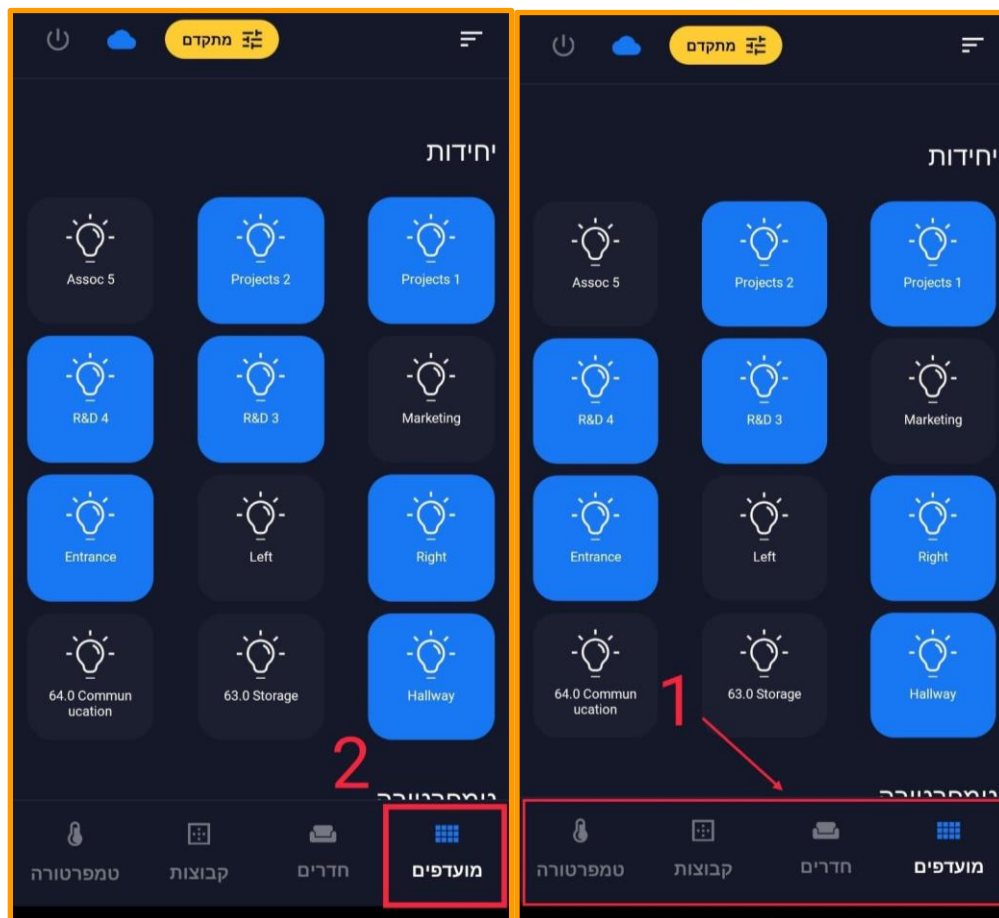 מתקדם
יחידות
Projects 1
Projects 2
Assoc 5
Marketing
R&D 3
R&D 4
Right
Left
Entrance
Hallway
63.0 Storage
64.0 Commun
ucation
1
טמפרטורה
מועדפים
חדרים
קבוצות
טמפרטורה
מתקדם
יחידות
Projects 1
Projects 2
Assoc 5
Marketing
R&D 3
R&D 4
Right
Left
Entrance
Hallway
63.0 Storage
64.0 Commun
ucation
2
טמפרטורה
מועדפים
חדרים
קבוצות
טמפרטורה